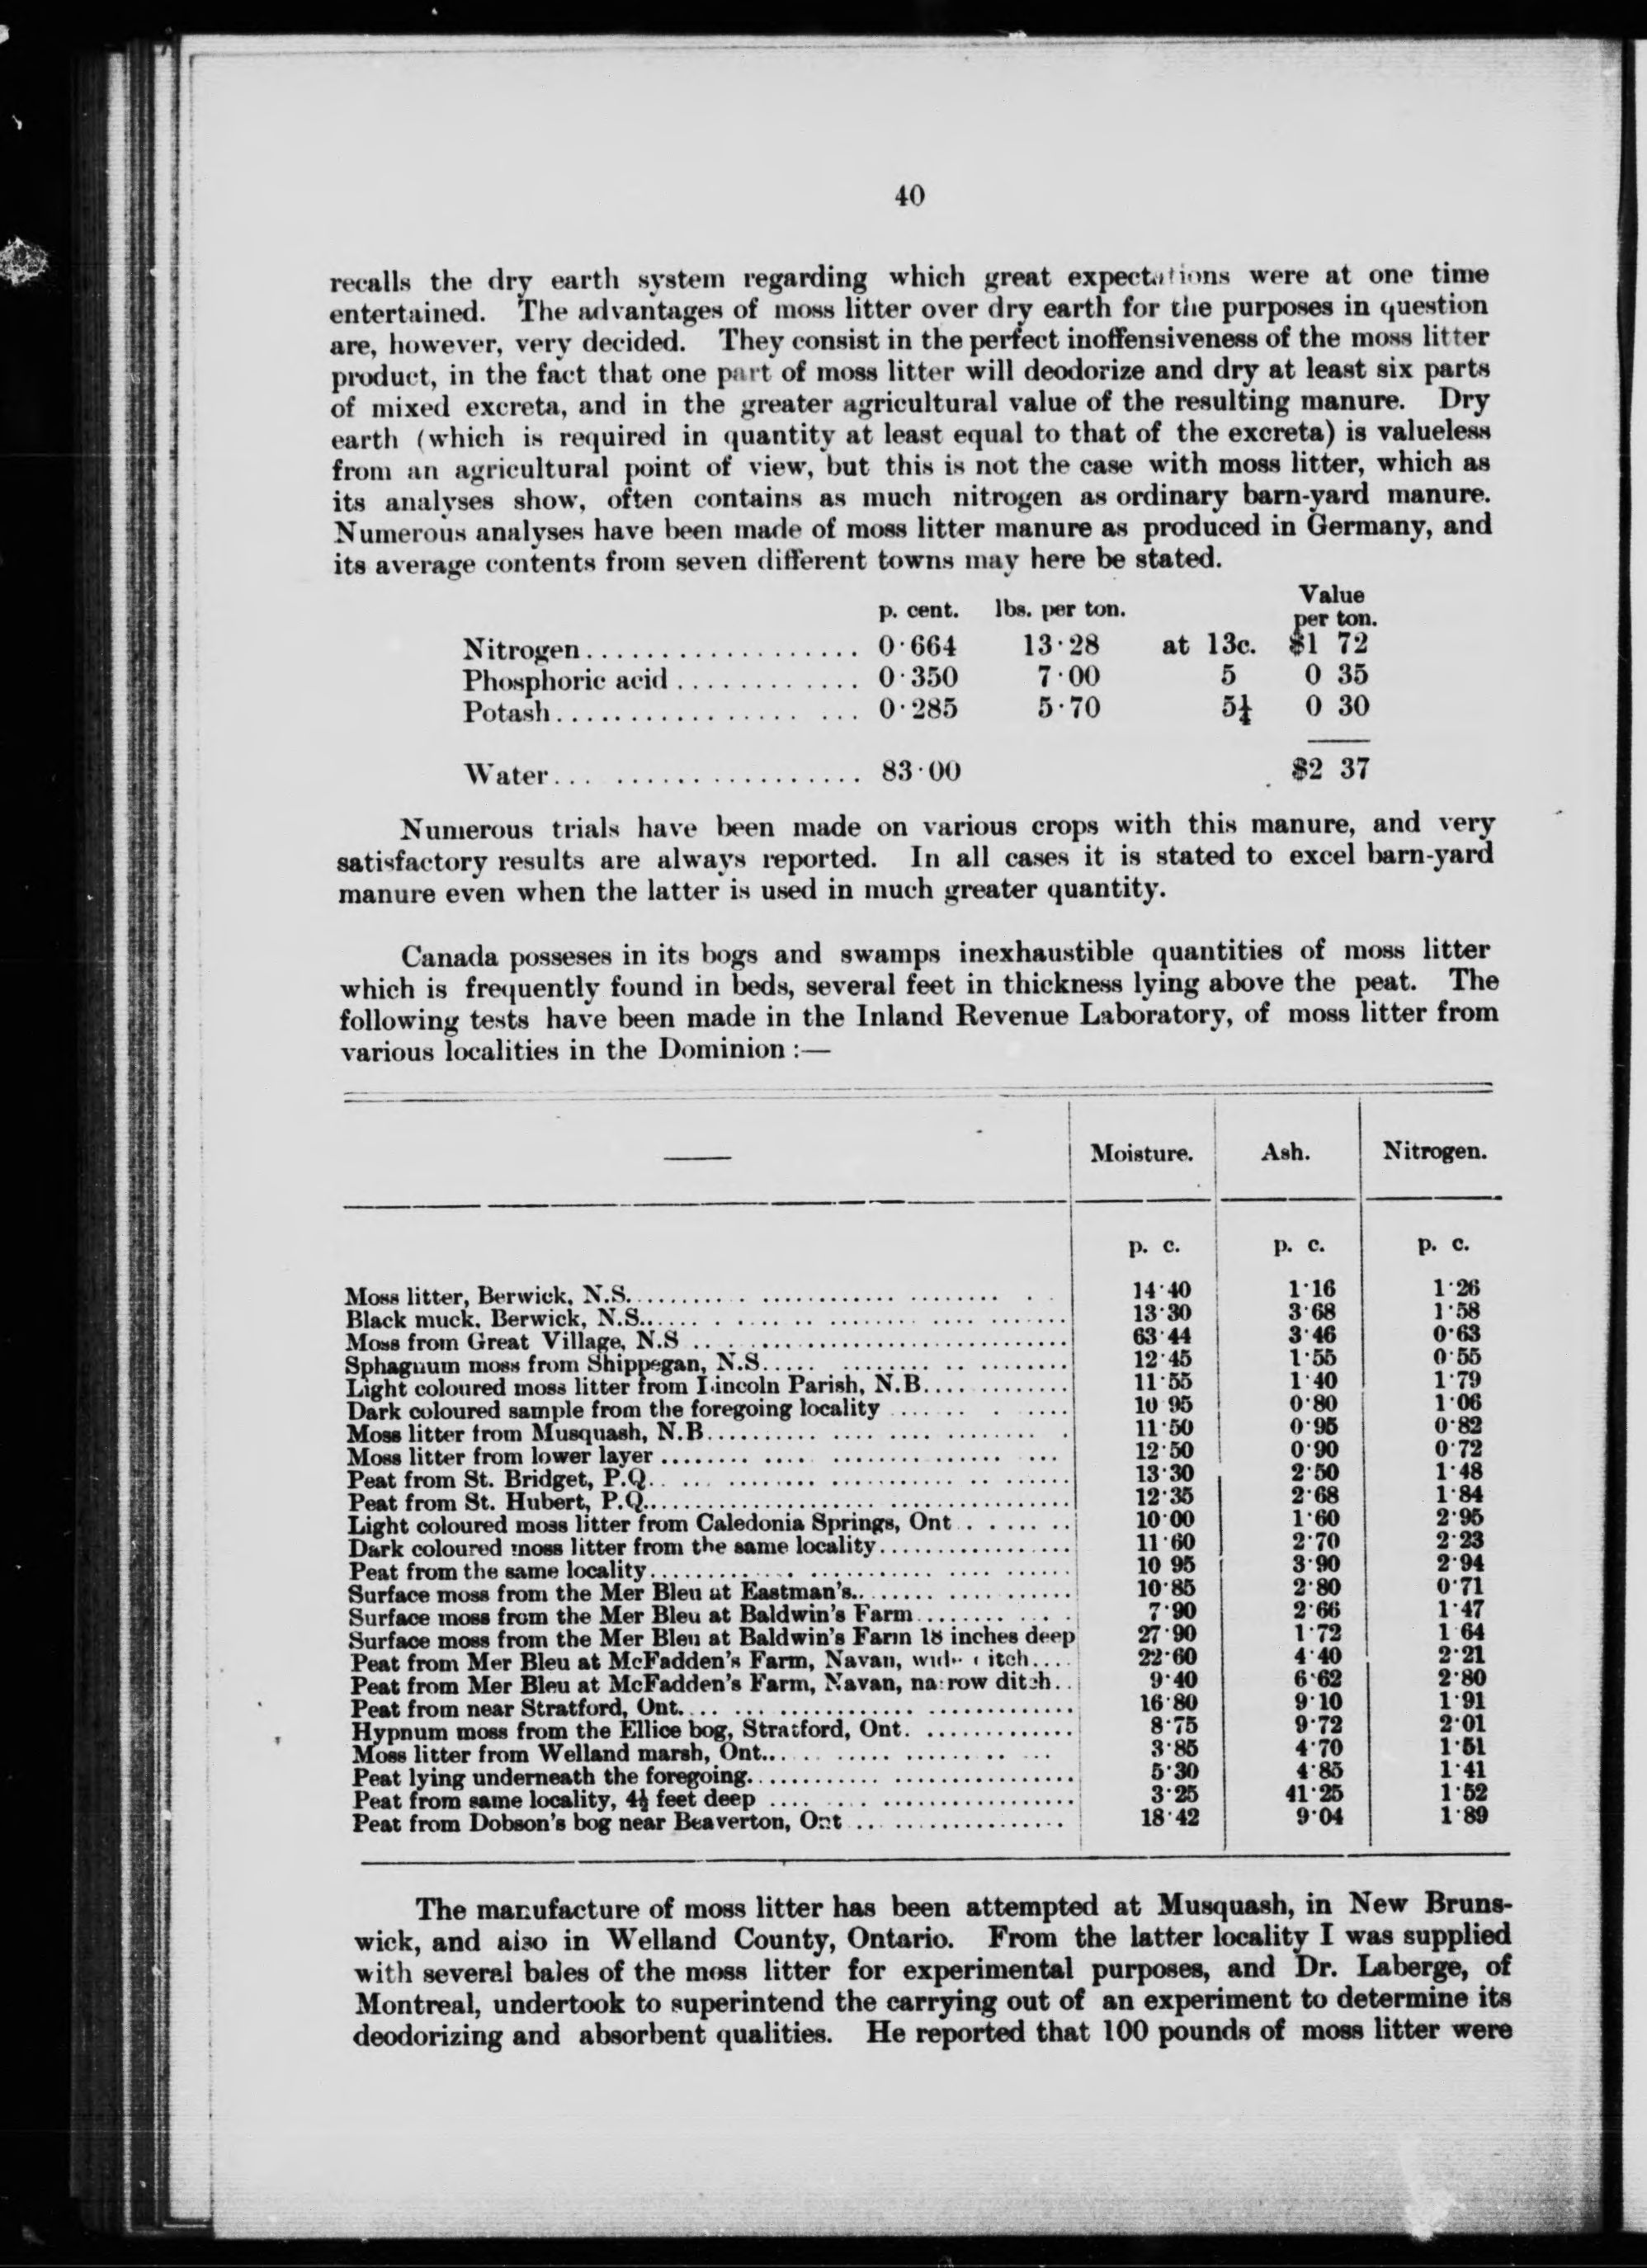 40
recalls the dry earth system regarding which great expectations were at one time
entertained. The advantages of moss litter over dry earth for the purposes in question
are, however, very decided. They consist in the perfect inoffensiveness of the moss litter
product, in the fact that one part of moss litter will deodorize and dry at least six parts
of mixed excreta, and in the greater agricultural value of the resulting manure. Dry
earth (which is required in quantity at least equal to that of the excreta) is valueless
from an agricultural point of view, but this is not the case with moss litter, which as
its analyses show, often contains as much nitrogen as ordinary barn-yard manure.
Numerous analyses have been made of moss litter manure as produced in Germany, and
its average contents from seven different towns may here be stated.
p. cent. lbs. per ton. Value per ton.
Nitrogen................... 0·664 13·28 at 13c. $1 72
Phosphoric acid............. 0·350 7·00 5 0 35
Potash................. ... 0·285 5·70 5¼ 0 30
Water... .................. 83·00 $2 37
Numerous trials have been made on various crops with this manure, and very
satisfactory results are always reported. In all cases it is stated to excel barn-yard
manure even when the latter is used in much greater quantity.
Canada posseses in its bogs and swamps inexhaustible quantities of moss litter
which is frequently found in beds, several feet in thickness lying above the peat. The
following tests have been made in the Inland Revenue Laboratory, of moss litter from
various localities in the Dominion :—
—— Moisture. Ash. Nitrogen.
p. c. p. c. p. c.
Moss litter, Berwick, N.S. 14·40 1·16 1·26
Black muck, Berwick, N.S. 13·30 3·68 1·58
Moss from Great Village, N.S 63·44 3·46 0·63
Sphagnum moss from Shippegan, N.S. 12·45 1·55 0·55
Light coloured moss litter from Lincoln Parish, N.B. 11·55 1·40 1·79
Dark coloured sample from the foregoing locality 10 95 0·80 1·06
Moss litter from Musquash, N.B. 11·50 0·95 0·82
Moss litter from lower layer 12·50 0·90 0·72
Peat from St. Bridget, P.Q. 13·30 2·50 1·48
Peat from St. Hubert, P.Q. 12·35 2·68 1·84
Light coloured moss litter from Caledonia Springs, Ont 10·00 1·60 2·95
Dark coloured moss litter from the same locality 11·60 2·70 2·23
Peat from the same locality 10 95 3·90 2·94
Surface moss from the Mer Bleu at Eastman's 10·85 2·80 0·71
Surface moss from the Mer Bleu at Baldwin's Farm 7·90 2·66 1·47
Surface moss from the Mer Bleu at Baldwin's Farm 18 inches deep 27·90 1·72 1 64
Peat from Mer Bleu at McFadden's Farm, Navan, wide ditch 22·60 4·40 2·21
Peat from Mer Bleu at McFadden's Farm, Navan, narrow ditch 9·40 6·62 2·80
Peat from near Stratford, Ont. 16·80 9·10 1·91
Hypnum moss from the Ellice bog, Stratford, Ont. 8·75 9·72 2·01
Moss litter from Welland marsh, Ont. 3·85 4·70 1·51
Peat lying underneath the foregoing 5·30 4·85 1·41
Peat from same locality, 4½ feet deep 3·25 41·25 1·52
Peat from Dobson's bog near Beaverton, Ont 18·42 9·04 1·89
The manufacture of moss litter has been attempted at Musquash, in New Bruns-
wick, and also in Welland County, Ontario. From the latter locality I was supplied
with several bales of the moss litter for experimental purposes, and Dr. Laberge, of
Montreal, undertook to superintend the carrying out of an experiment to determine its
deodorizing and absorbent qualities. He reported that 100 pounds of moss litter were